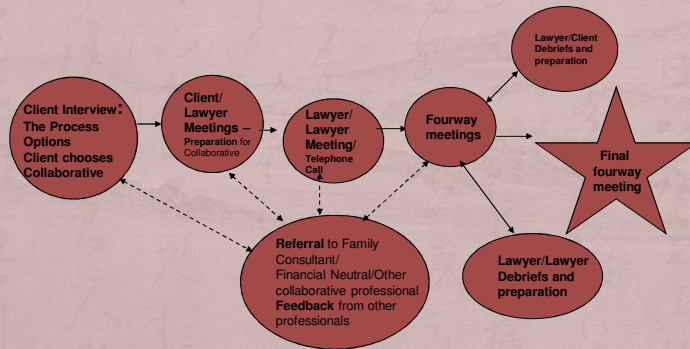 Client Interview:
The Process
Options
Client chooses
Collaborative
Client/
Lawyer
Meetings –
Preparation for
Collaborative
Lawyer/
Lawyer
Meeting/
Telephone
Call
Fourway
meetings
Lawyer/Client
Debriefs and
preparation
Final
fourway
meeting
Lawyer/Lawyer
Debriefs and
preparation
Referral to Family
Consultant/
Financial Neutral/Other
collaborative professional
Feedback from other
professionals